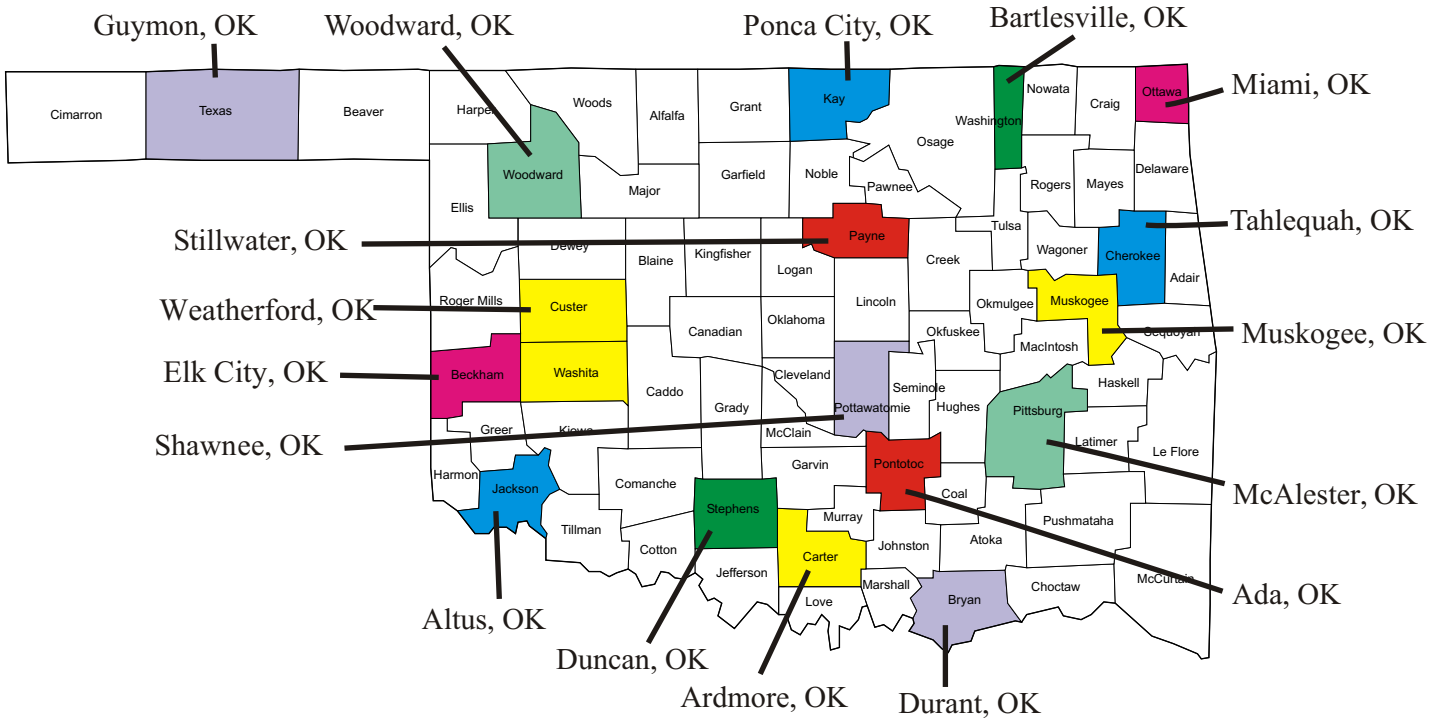 Guymon, OK
Woodward, OK
Ponca City, OK
Bartlesville, OK
Miami, OK
Cimarron
Texas
Beaver
Harper
Woods
Alfalfa
Grant
Kay
Osage
Washington
Nowata
Craig
Ottawa
Woodward
Ellis
Major
Garfield
Noble
Pawnee
Rogers
Mayes
Delaware
Tahlequah, OK
Stillwater, OK
Dewey
Blaine
Kingfisher
Logan
Payne
Creek
Tulsa
Wagoner
Cherokee
Adair
Weatherford, OK
Roger Mills
Custer
Canadian
Oklahoma
Lincoln
Okfuskee
Okmulgee
Muskogee
MacIntosh
Sequoyah
Muskogee, OK
Elk City, OK
Beckham
Washita
Caddo
Grady
Cleveland
Pottawatomie
Seminole
Hughes
Pittsburg
Haskell
Shawnee, OK
Greer
Kiowa
McClain
Latimer
Le Flore
Harmon
Jackson
Comanche
Garvin
Pontotoc
Coal
McAlester, OK
Tillman
Cotton
Stephens
Murray
Carter
Johnston
Atoka
Pushmataha
Jefferson
Love
Marshall
Bryan
Choctaw
McCurtain
Ada, OK
Altus, OK
Duncan, OK
Ardmore, OK
Durant, OK